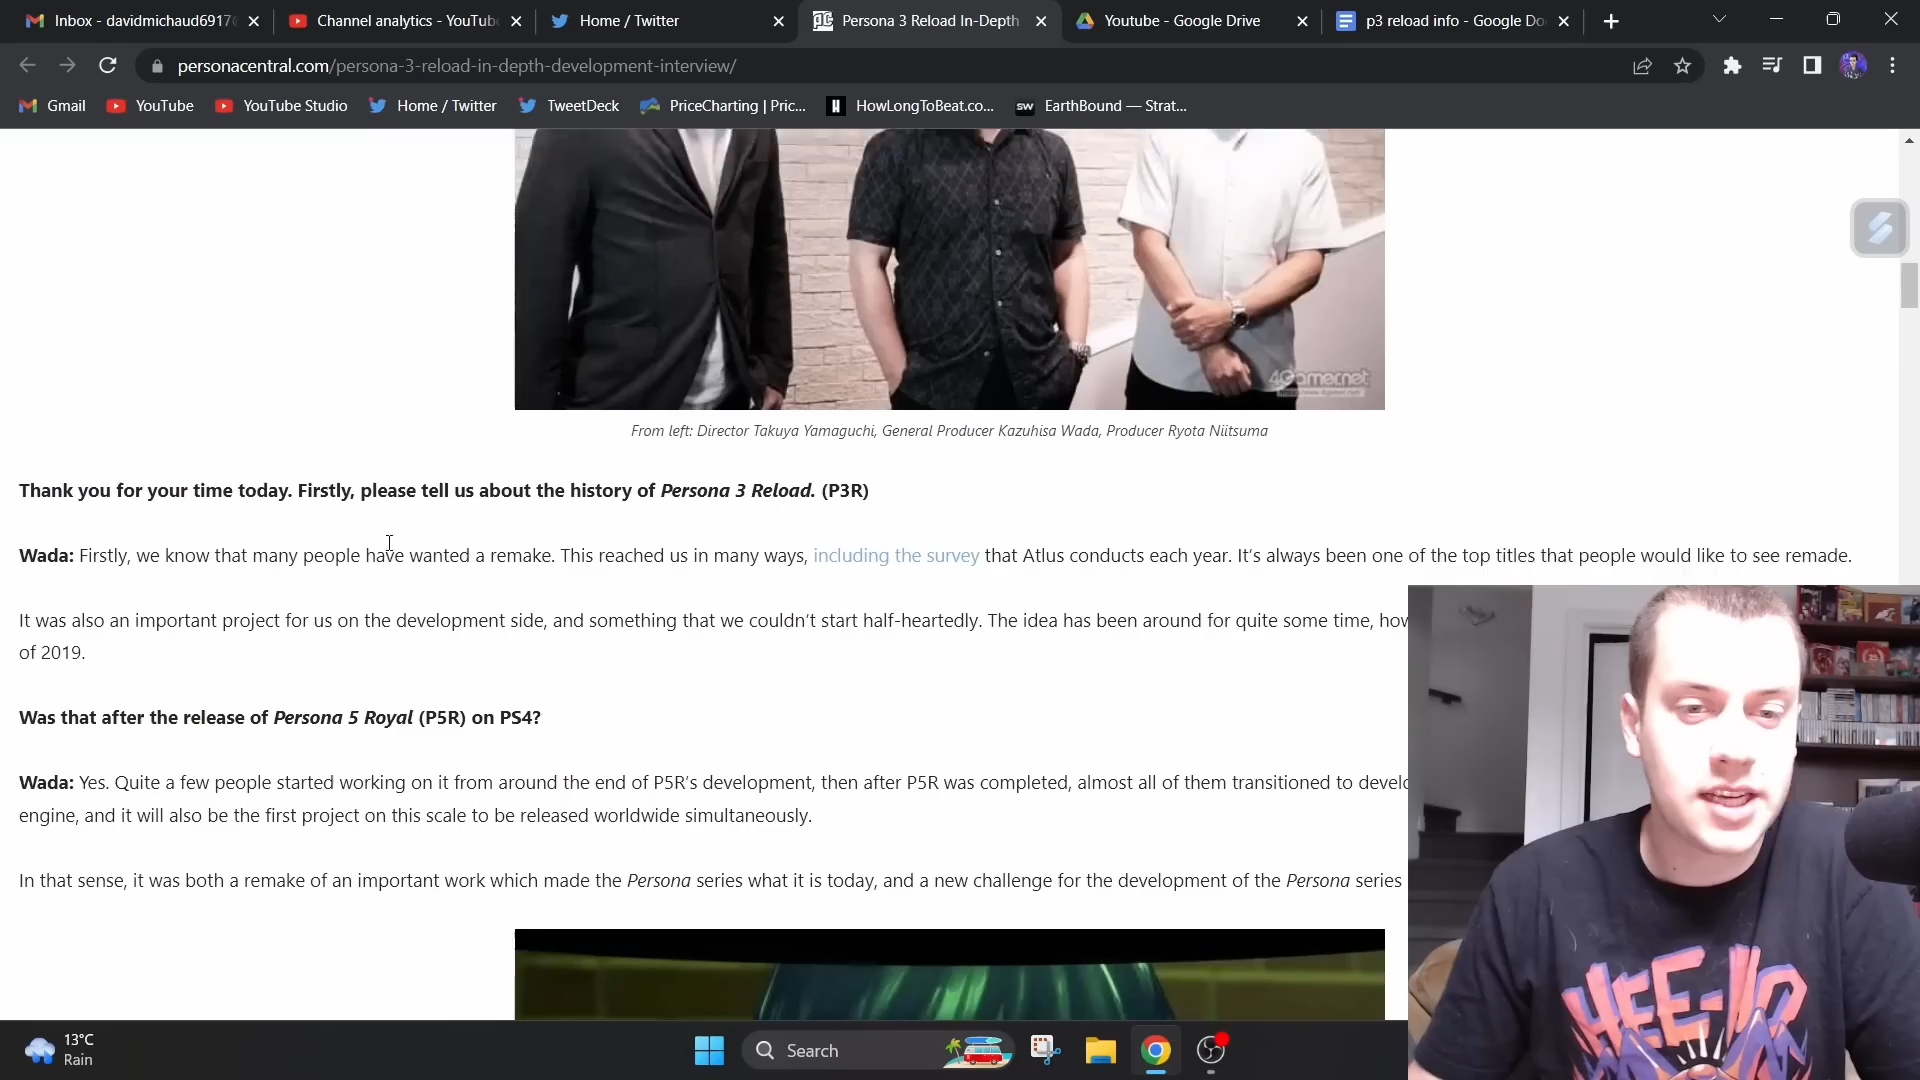 Inbox - davidmichaud6917
Channel analytics - YouTub
Home / Twitter
Persona 3 Reload In-Depth
Youtube - Google Drive
p3 reload info - Google Do
personacentral.com/persona-3-reload-in-depth-development-interview/
Gmail
YouTube
YouTube Studio
Home / Twitter
TweetDeck
PriceCharting | Pric...
HowLongToBeat.co...
EarthBound — Strat...
4Gamer.net
From left: Director Takuya Yamaguchi, General Producer Kazuhisa Wada, Producer Ryota Niitsuma
Thank you for your time today. Firstly, please tell us about the history of Persona 3 Reload. (P3R)
Wada: Firstly, we know that many people have wanted a remake. This reached us in many ways, including the survey that Atlus conducts each year. It’s always been one of the top titles that people would like to see remade.
It was also an important project for us on the development side, and something that we couldn’t start half-heartedly. The idea has been around for quite some time, how
of 2019.
Was that after the release of Persona 5 Royal (P5R) on PS4?
Wada: Yes. Quite a few people started working on it from around the end of P5R’s development, then after P5R was completed, almost all of them transitioned to develo
engine, and it will also be the first project on this scale to be released worldwide simultaneously.
In that sense, it was both a remake of an important work which made the Persona series what it is today, and a new challenge for the development of the Persona series
HEE-HO
13°C
Rain
Search